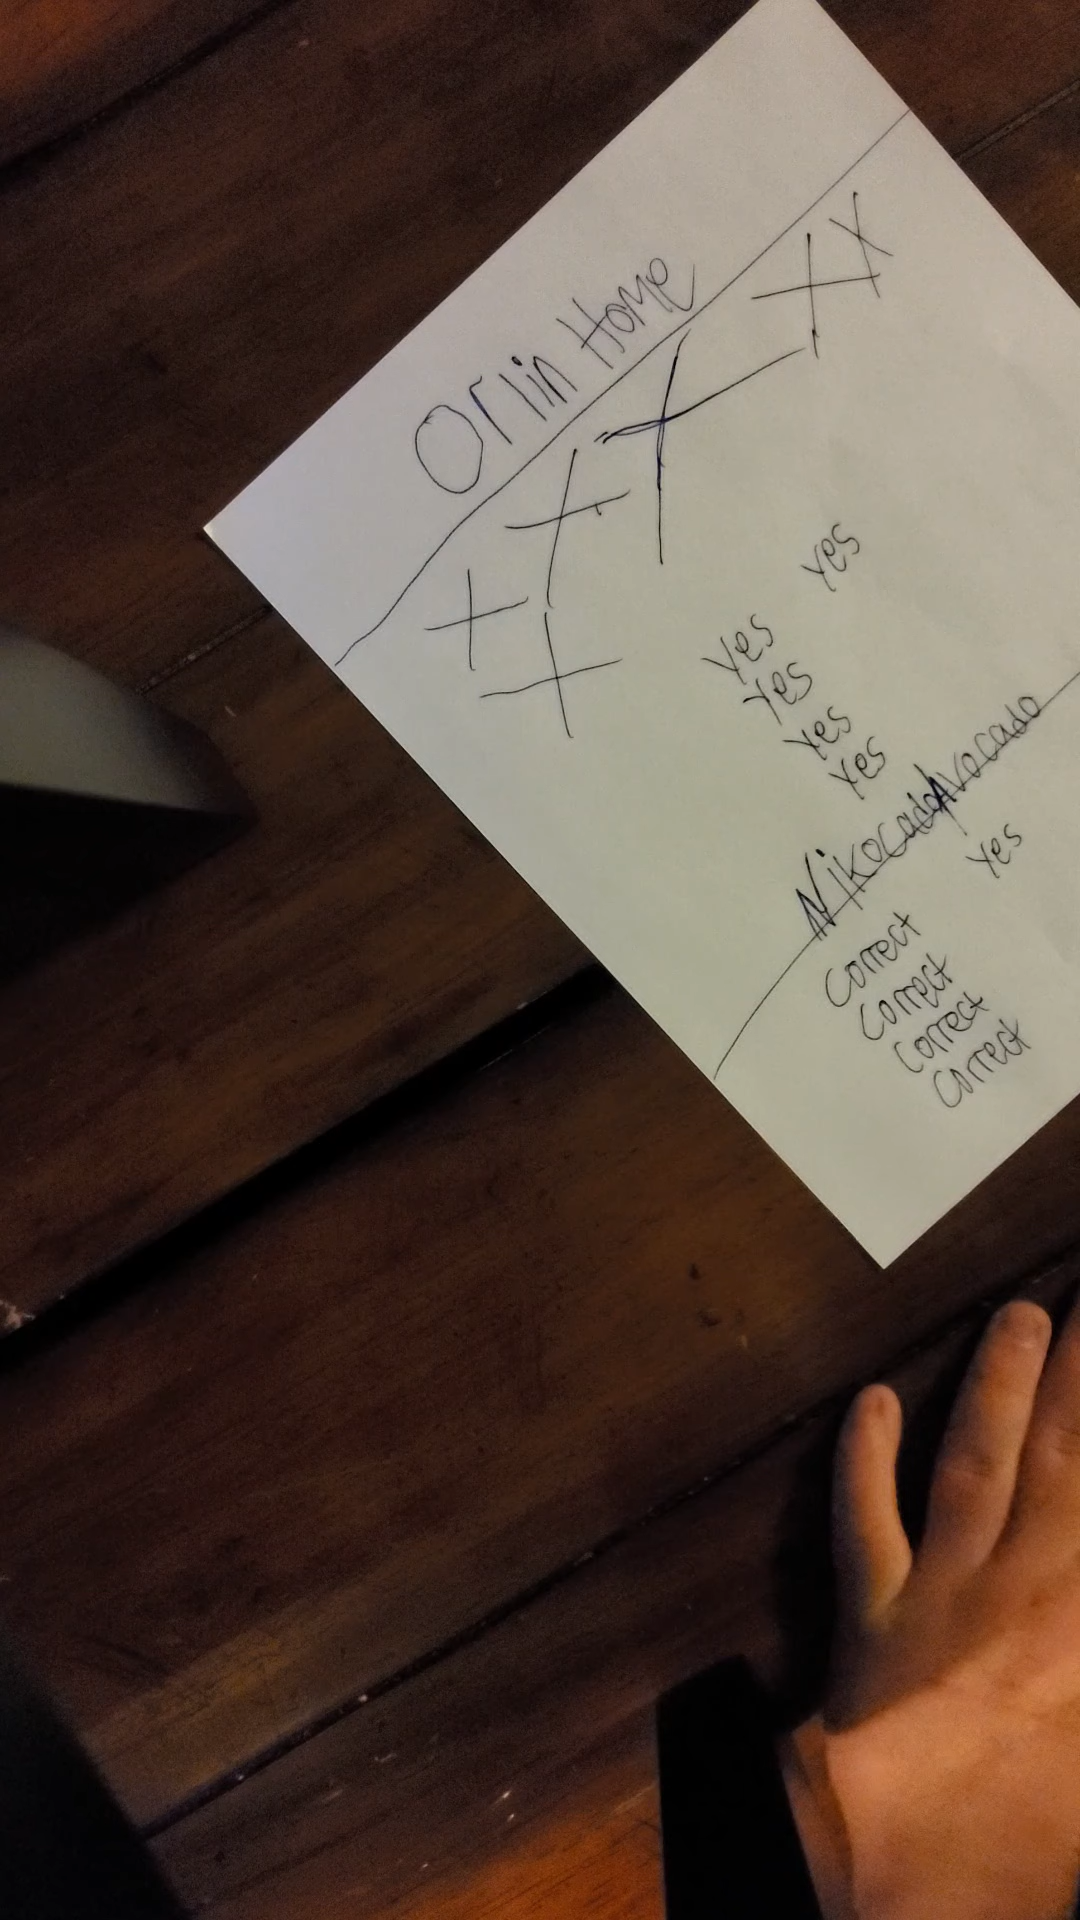 Orlin Home
X X
Yes
Yes
Yes
Yes
Yes
Nikocado Avocado
Yes
Correct
Correct
Correct
Correct